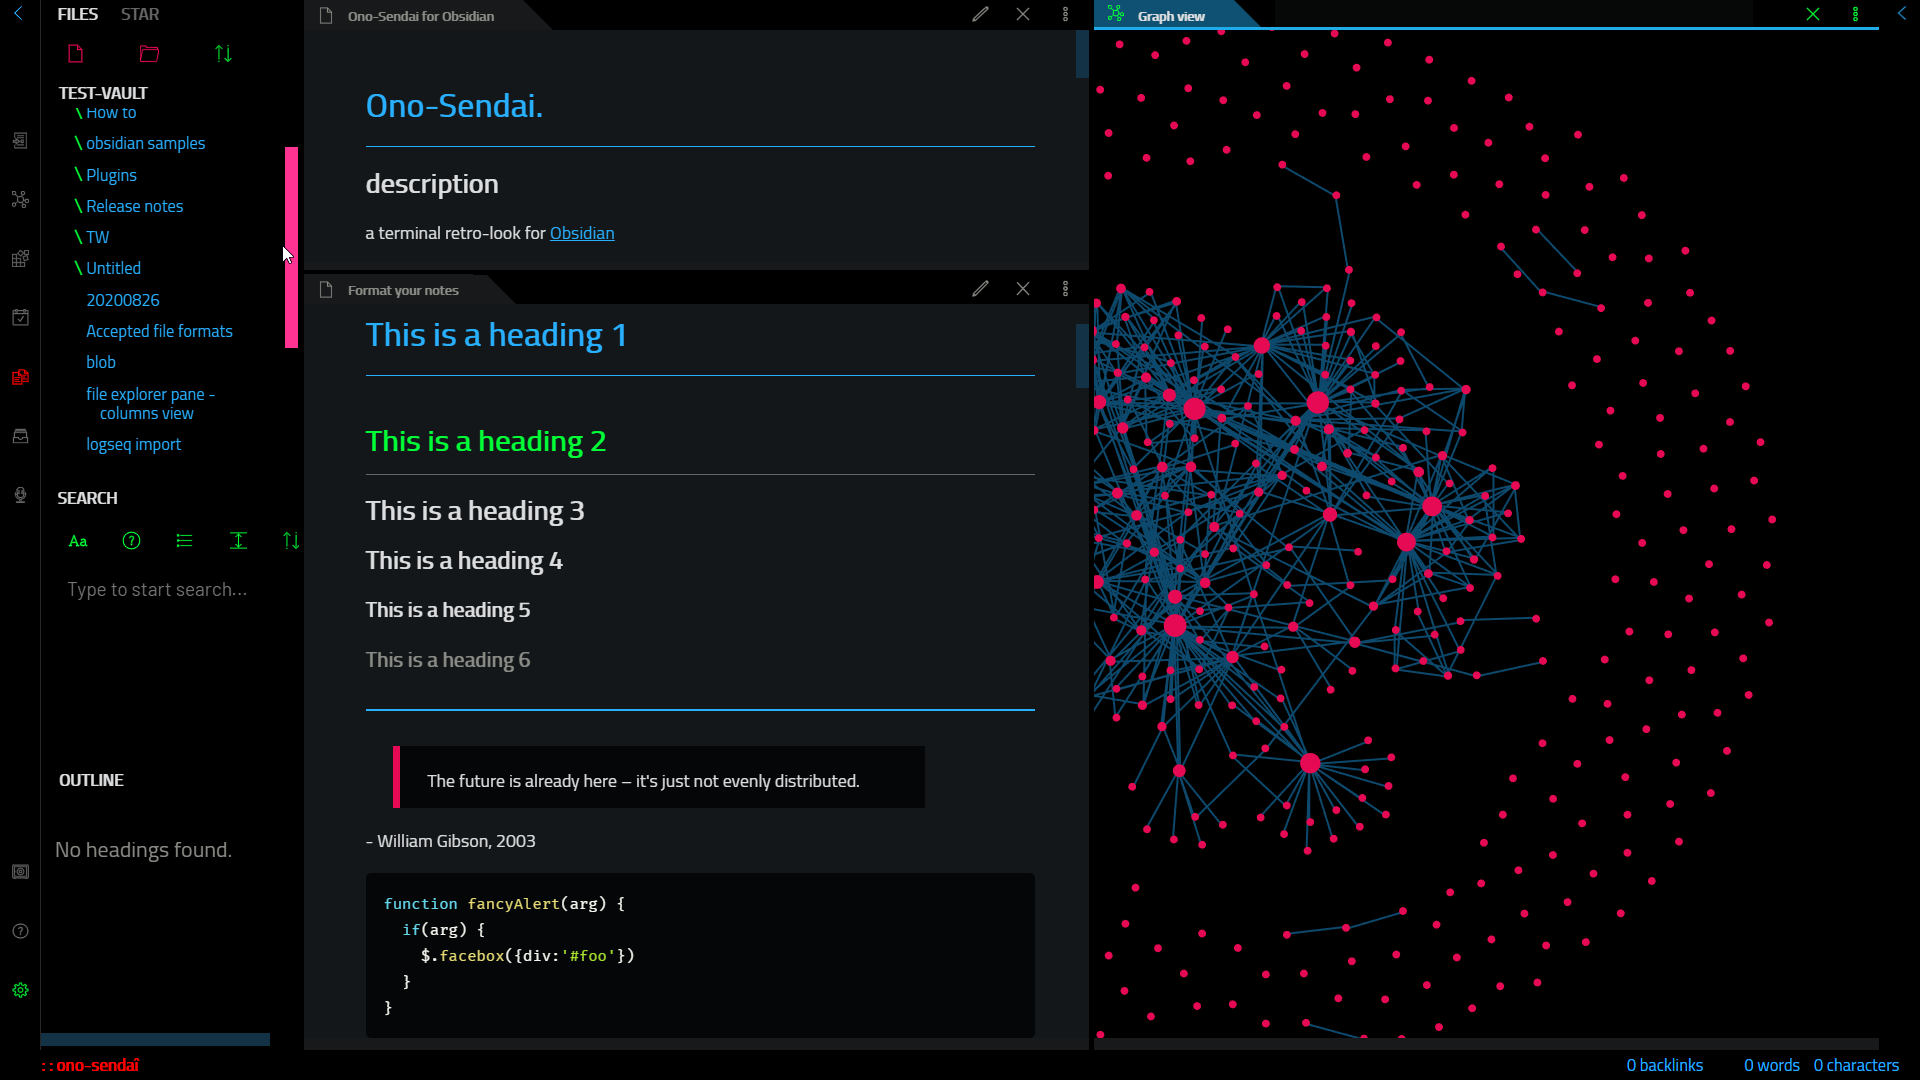 FILES STAR
TEST-VAULT
\ How to
\ obsidian samples
\ Plugins
\ Release notes
\ TW
\ Untitled
20200826
Accepted file formats
blob
file explorer pane -
columns view
logseq import
SEARCH
Aa
Type to start search...
OUTLINE
No headings found.
Ono-Sendai for Obsidian
Ono-Sendai.
description
a terminal retro-look for Obsidian
Format your notes
This is a heading 1
This is a heading 2
This is a heading 3
This is a heading 4
This is a heading 5
This is a heading 6
The future is already here – it's just not evenly distributed.
- William Gibson, 2003
function fancyAlert(arg) {
  if(arg) {
    $.facebox({div:'#foo'})
  }
}
Graph view
:: ono-sendaî
0 backlinks 0 words 0 characters